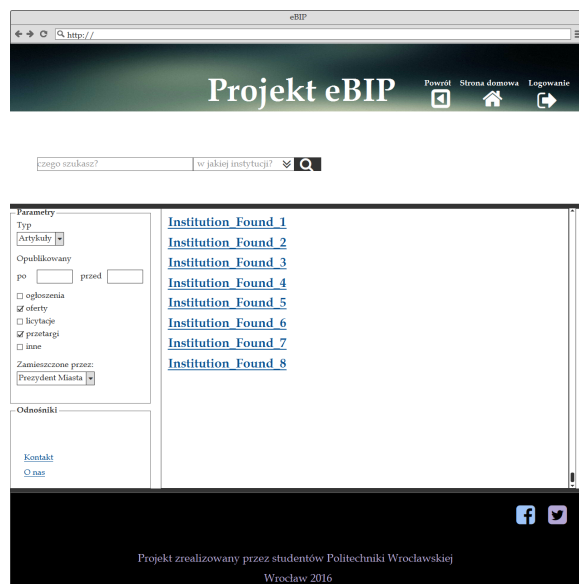 eBIP
http://
Projekt eBIP
Powrót Strona domowa Logowanie
czego szukasz? w jakiej instytucji?
Parametry
Typ
Artykuły
Opublikowany
po przed
ogłoszenia
oferty
licytacje
przetargi
inne
Zamieszczone przez:
Prezydent Miasta
Odnośniki
Kontakt
O nas
Institution_Found_1
Institution_Found_2
Institution_Found_3
Institution_Found_4
Institution_Found_5
Institution_Found_6
Institution_Found_7
Institution_Found_8
Projekt zrealizowany przez studentów Politechniki Wrocławskiej
Wrocław 2016